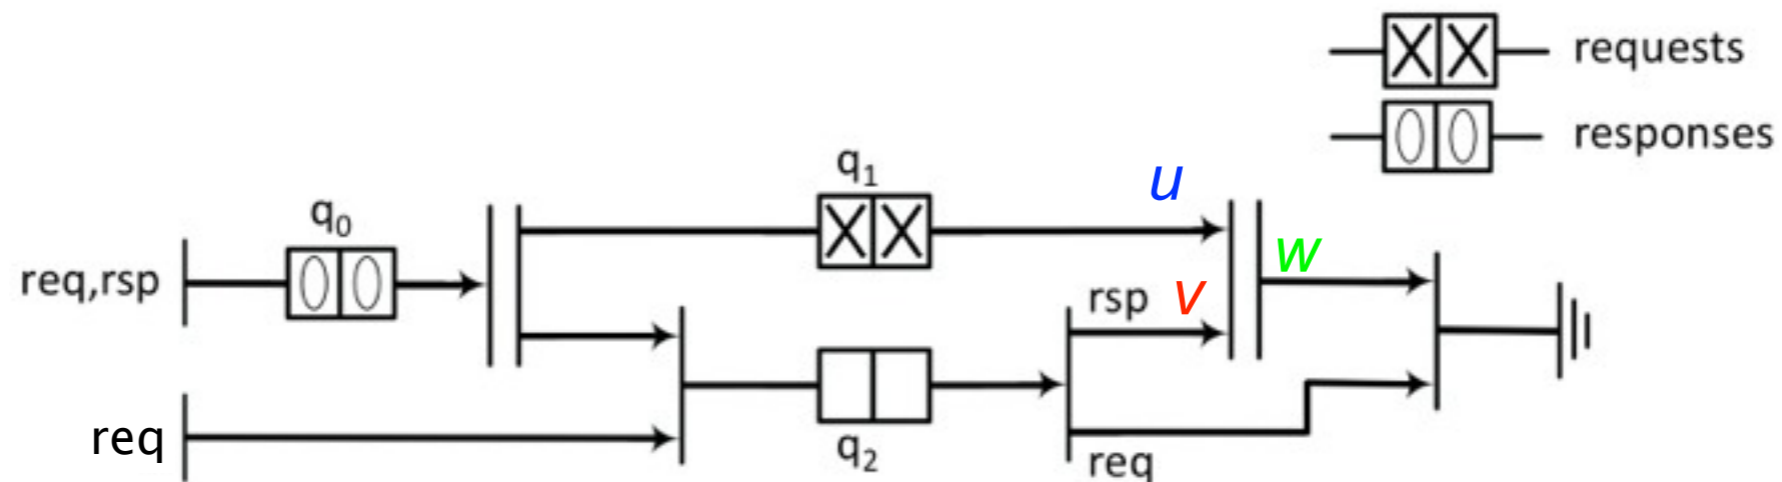 requests
responses
q₁
u
q₀
w
req,rsp
rsp
v
req
q₂
req